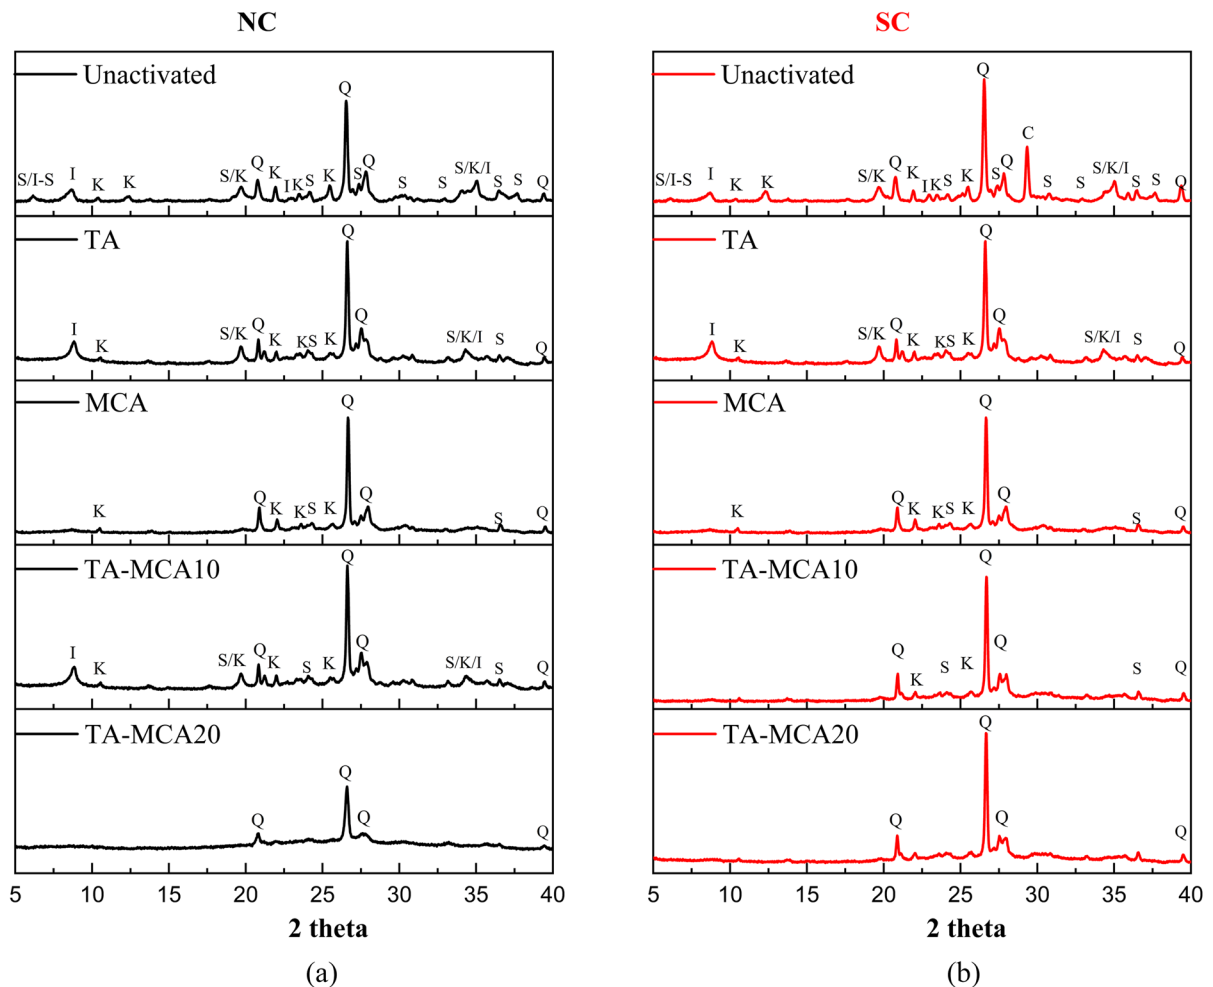 NC
Unactivated
S/I-S I K K S/K Q K I K S K Q S Q S S S/K/I S S Q
TA
I K S/K Q K K S K Q Q S/K/I S Q
MCA
K Q K K S K Q Q S Q
TA-MCA10
I K S/K Q K S K Q Q S/K/I S Q
TA-MCA20
Q Q Q Q
5 10 15 20 25 30 35 40
2 theta
(a)
SC
Unactivated
S/I-S I K K S/K Q K I K S K Q S Q C S S S/K/I S S Q
TA
I K S/K Q K K S K Q Q S/K/I S Q
MCA
K Q K K S K Q Q S Q
TA-MCA10
Q K S K Q Q S Q
TA-MCA20
Q Q Q Q
5 10 15 20 25 30 35 40
2 theta
(b)